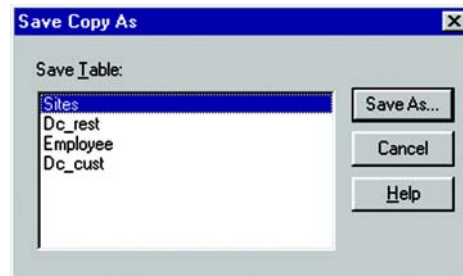 Save Copy As
Save Table:
Sites
Dc_rest
Employee
Dc_cust
Save As...
Cancel
Help